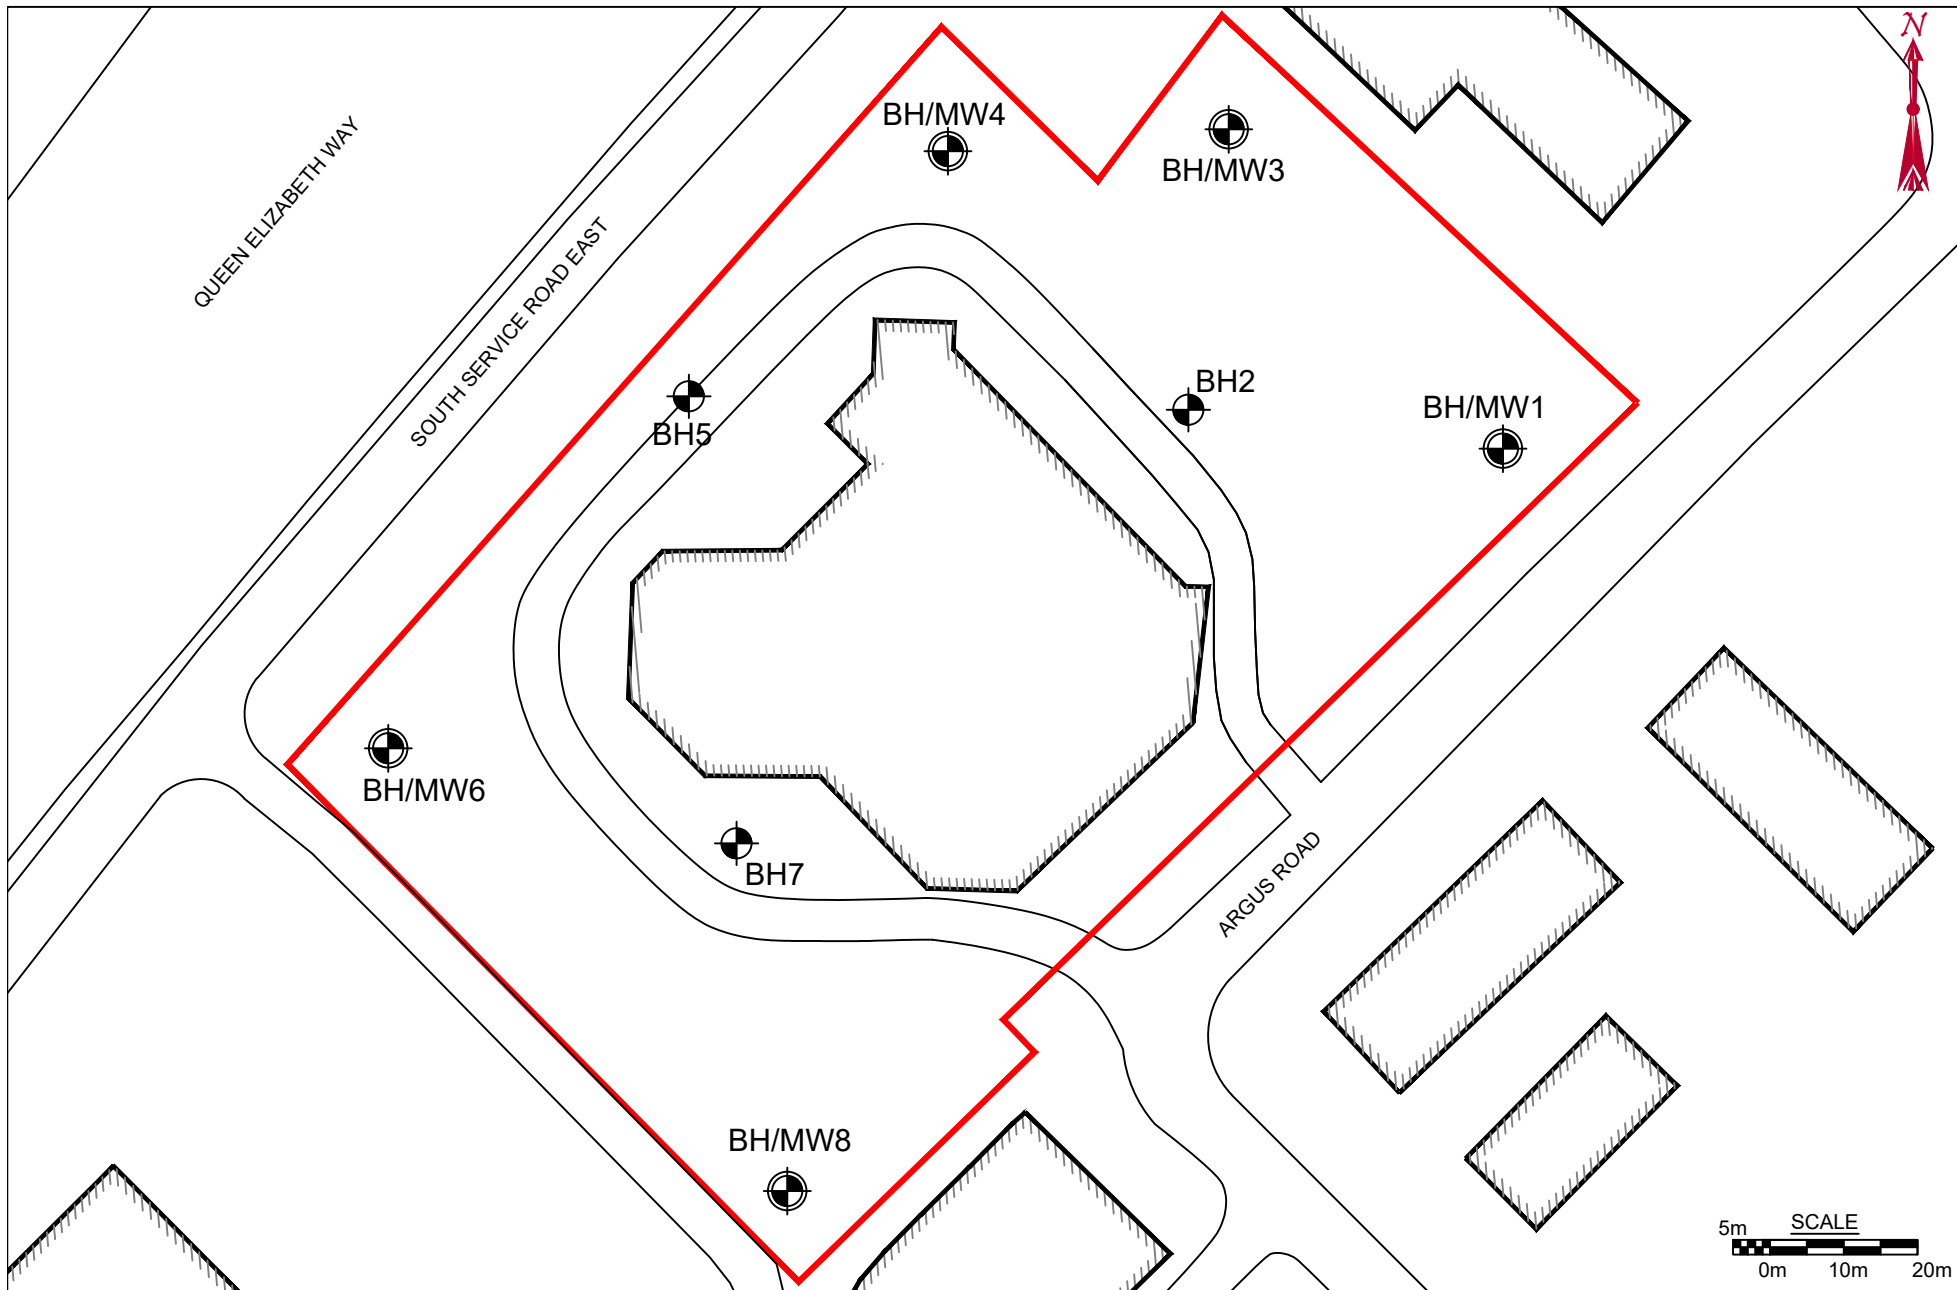 N
BH/MW4
BH/MW3
QUEEN ELIZABETH WAY
SOUTH SERVICE ROAD EAST
BH2
BH/MW1
BH5
BH/MW6
BH7
ARGUS ROAD
BH/MW8
5m SCALE
0m 10m 20m